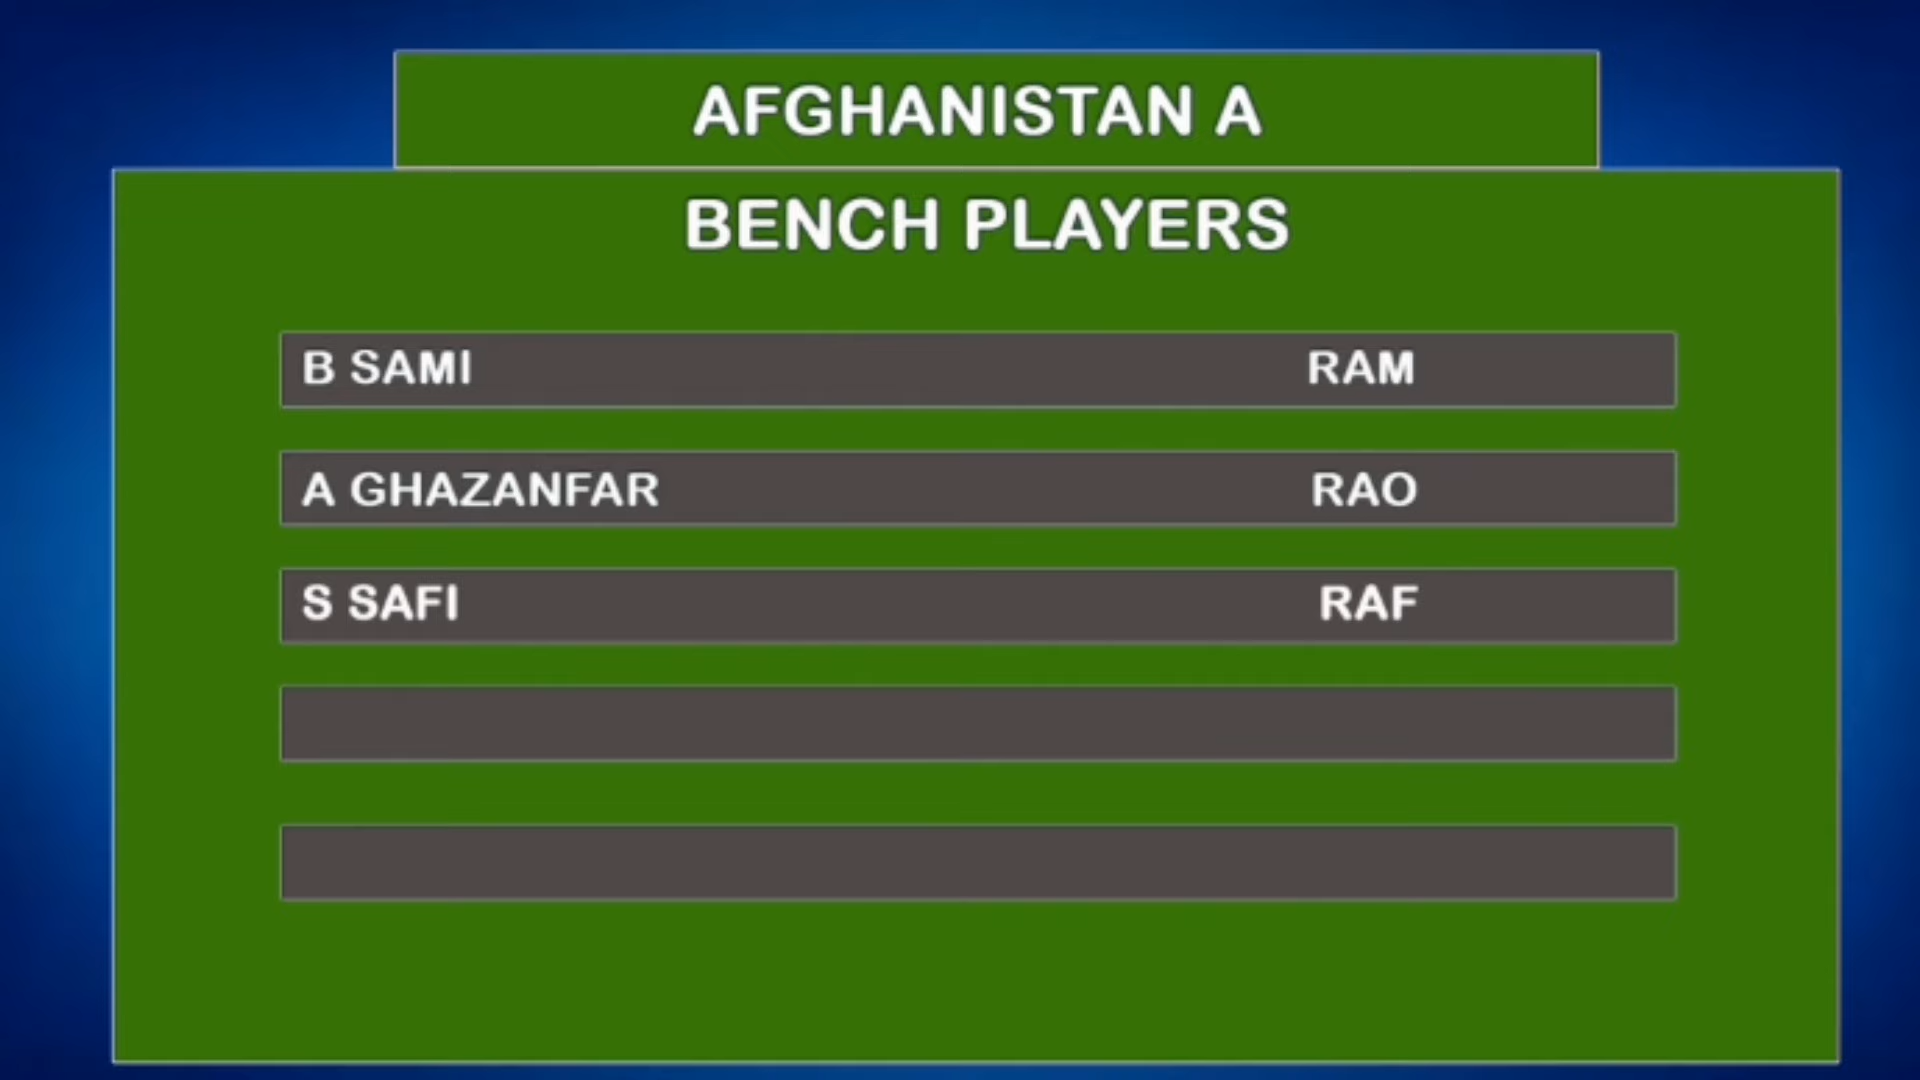 AFGHANISTAN A
BENCH PLAYERS
B SAMI RAM
A GHAZANFAR RAO
S SAFI RAF